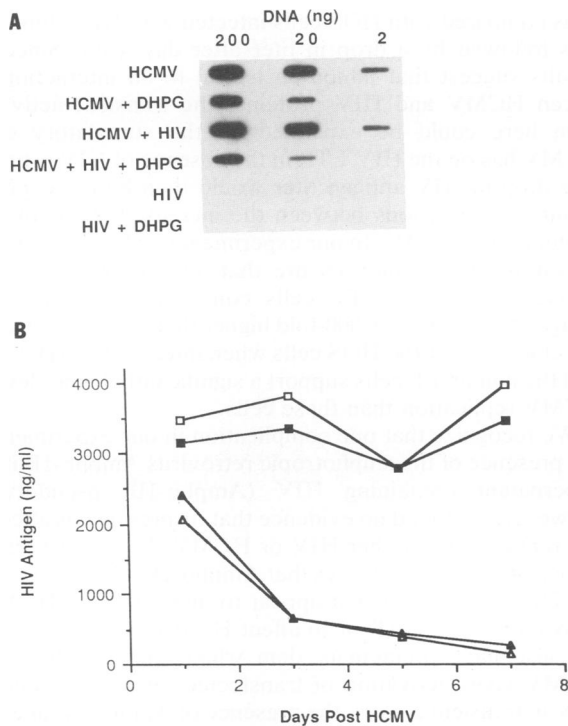 A
DNA (ng)
200 20 2
HCMV
HCMV + DHPG
HCMV + HIV
HCMV + HIV + DHPG
HIV
HIV + DHPG
B
HIV Antigen (ng/ml)
4000
3000
2000
1000
0
0 2 4 6 8
Days Post HCMV